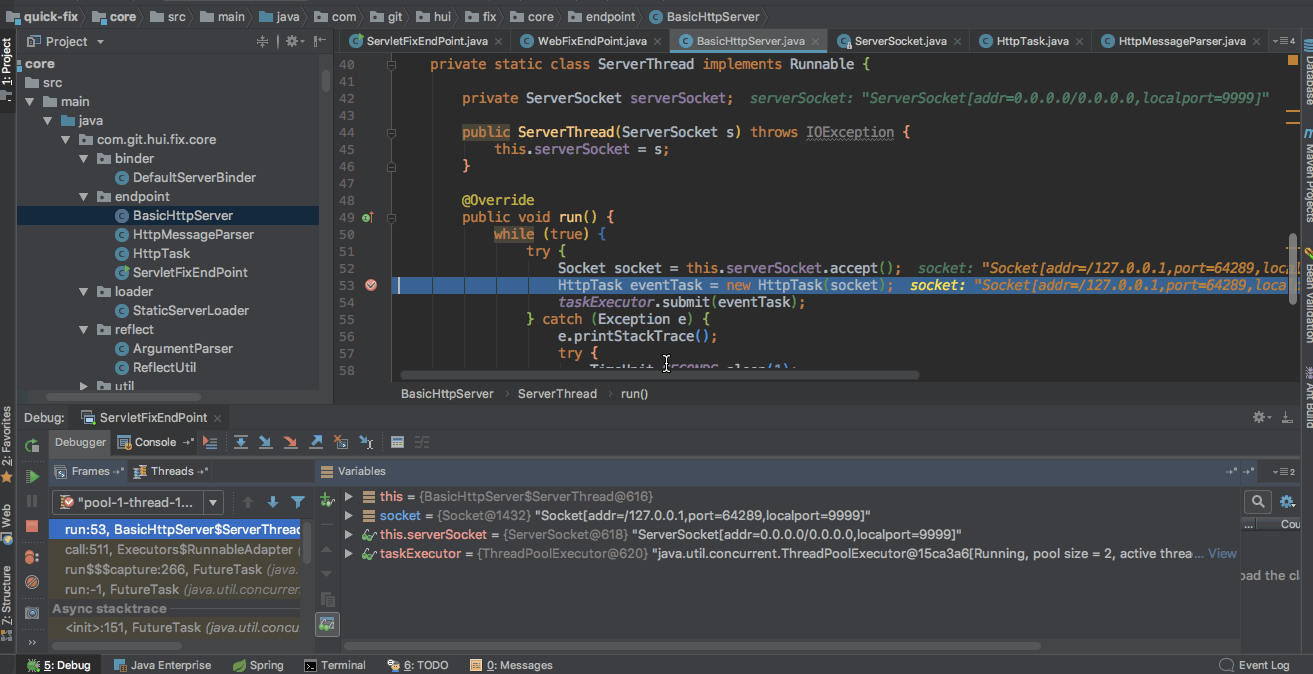 quick-fix core src main java com git hui fix core endpoint BasicHttpServer
Project
ServletFixEndPoint.java WebFixEndPoint.java BasicHttpServer.java ServerSocket.java HttpTask.java HttpMessageParser.java 4
1: Project
core
src
main
java
com.git.hui.fix.core
binder
DefaultServerBinder
endpoint
BasicHttpServer
HttpMessageParser
HttpTask
ServletFixEndPoint
loader
StaticServerLoader
reflect
ArgumentParser
ReflectUtil
util
40 private static class ServerThread implements Runnable {
41
42 private ServerSocket serverSocket; serverSocket: "ServerSocket[addr=0.0.0.0/0.0.0.0,localport=9999]"
43
44 public ServerThread(ServerSocket s) throws IOException {
45 this.serverSocket = s;
46 }
47
48 @Override
49 public void run() {
50 while (true) {
51 try {
52 Socket socket = this.serverSocket.accept(); socket: "Socket[addr=/127.0.0.1,port=64289,loca
53 HttpTask eventTask = new HttpTask(socket); socket: "Socket[addr=/127.0.0.1,port=64289,loca
54 taskExecutor.submit(eventTask);
55 } catch (Exception e) {
56 e.printStackTrace();
57 try {
58 TimeUnit.SECONDS.sleep(1);
BasicHttpServer ServerThread run()
Database
Maven Projects
Bean Validation
Ant Build
Debug: ServletFixEndPoint
Debugger Console
Frames Threads
Variables
2
"pool-1-thread-1...
run:53, BasicHttpServer$ServerThread
call:511, Executors$RunnableAdapter (
run$$$capture:266, FutureTask (java.
run:-1, FutureTask (java.util.concurren
Async stacktrace
<init>:151, FutureTask (java.util.concu
this = {BasicHttpServer$ServerThread@616}
socket = {Socket@1432} "Socket[addr=/127.0.0.1,port=64289,localport=9999]"
this.serverSocket = {ServerSocket@618} "ServerSocket[addr=0.0.0.0/0.0.0.0,localport=9999]"
taskExecutor = {ThreadPoolExecutor@620} "java.util.concurrent.ThreadPoolExecutor@15ca3a6[Running, pool size = 2, active threa... View
... Cou
oad the cl
2: Favorites
Web
7: Structure
5: Debug Java Enterprise Spring Terminal 6: TODO 0: Messages Event Log